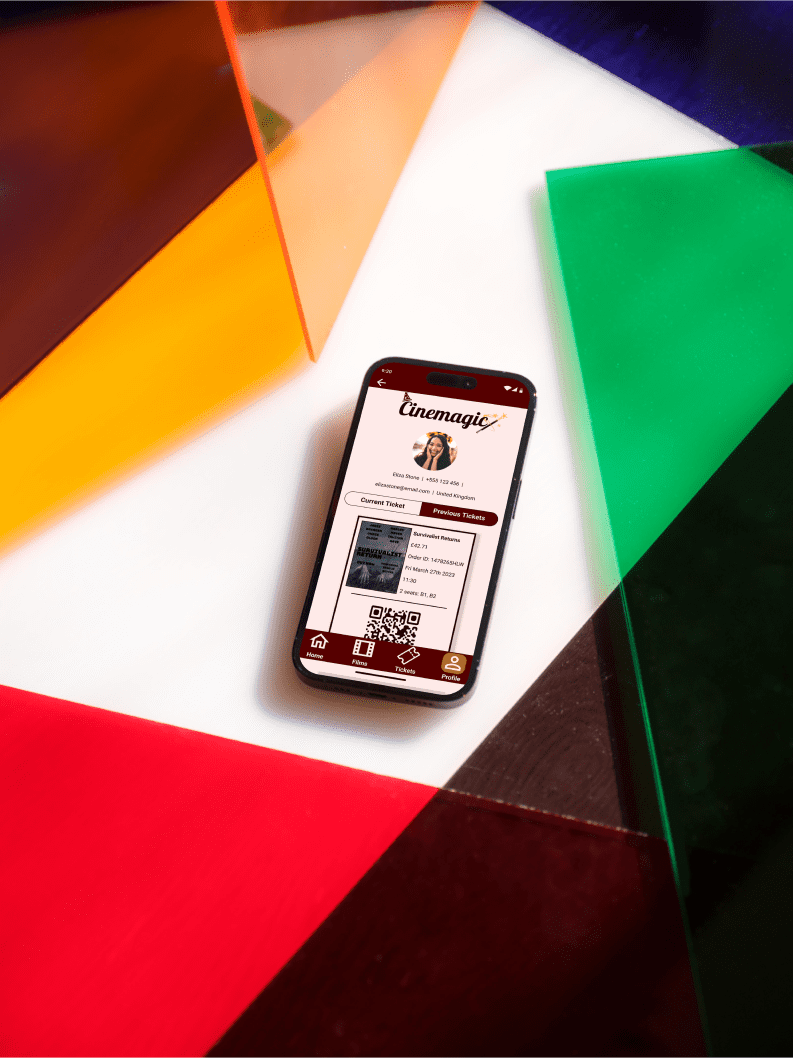 9:20
Cinemagic
Eliza Stone | +555 123 456 |
elizastone@email.com | United Kingdom
Current Ticket
Previous Tickets
SURVIVALIST
RETURN
Survivalist Returns
£42.71
Order ID: 1478265HUN
Fri March 27th 2023
11:30
2 seats: B1, B2
Home
Films
Tickets
Profile